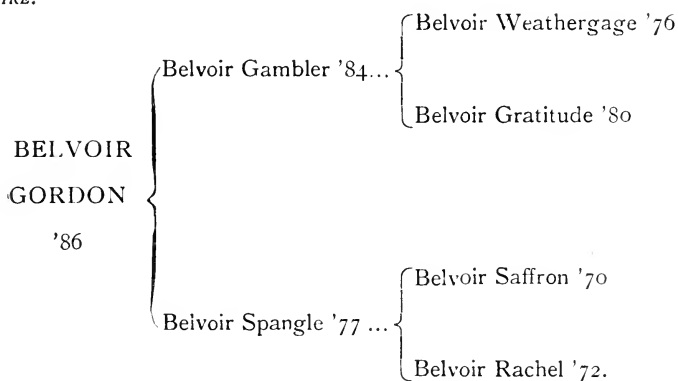 Belvoir Weathergage '76
Belvoir Gambler '84...
Belvoir Gratitude '80
BELVOIR
GORDON
'86
Belvoir Saffron '70
Belvoir Spangle '77 ...
Belvoir Rachel '72.